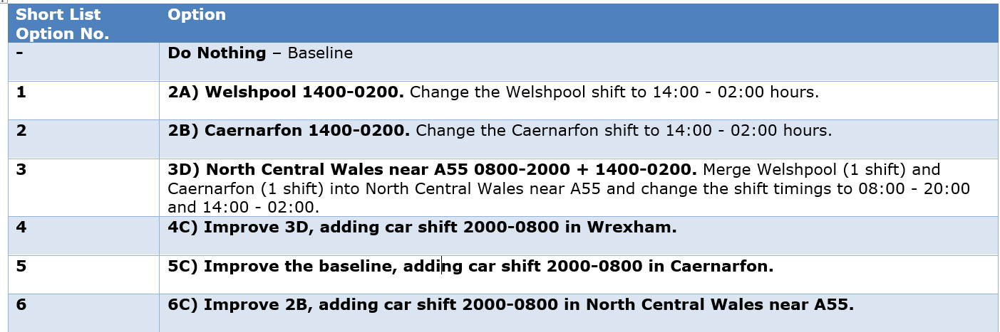 Short List Option
Option No.
- Do Nothing – Baseline
1 2A) Welshpool 1400-0200. Change the Welshpool shift to 14:00 - 02:00 hours.
2 2B) Caernarfon 1400-0200. Change the Caernarfon shift to 14:00 - 02:00 hours.
3 3D) North Central Wales near A55 0800-2000 + 1400-0200. Merge Welshpool (1 shift) and
Caernarfon (1 shift) into North Central Wales near A55 and change the shift timings to 08:00 - 20:00
and 14:00 - 02:00.
4 4C) Improve 3D, adding car shift 2000-0800 in Wrexham.
5 5C) Improve the baseline, adding car shift 2000-0800 in Caernarfon.
6 6C) Improve 2B, adding car shift 2000-0800 in North Central Wales near A55.